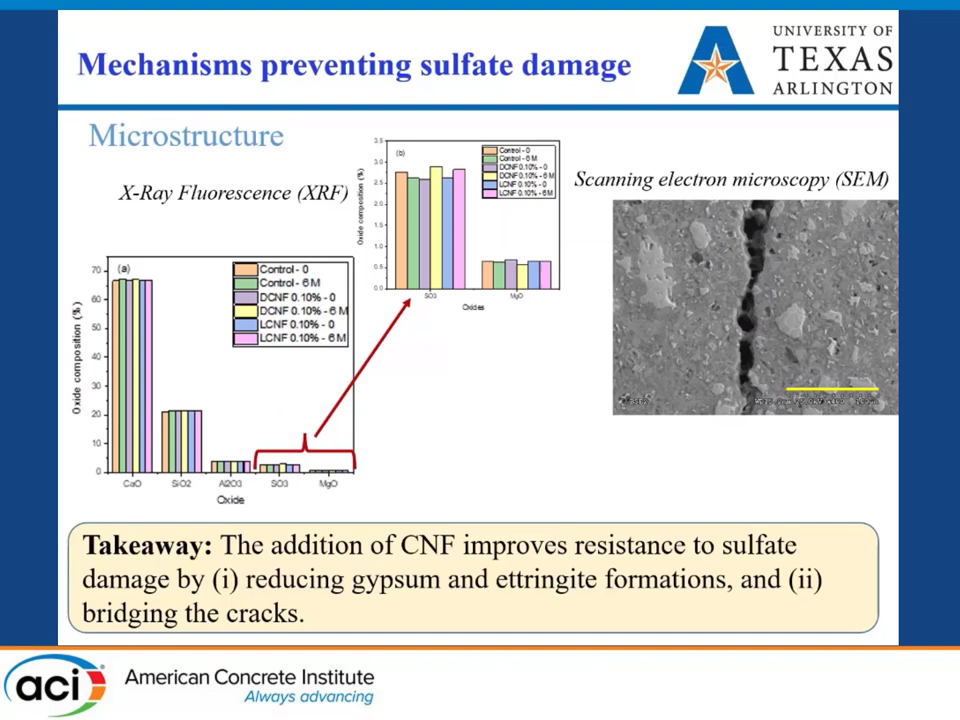 Mechanisms preventing sulfate damage
UNIVERSITY OF
TEXAS
ARLINGTON
Microstructure
X-Ray Fluorescence (XRF)
Scanning electron microscopy (SEM)
3.5
3.0
2.5
2.0
1.5
1.0
0.5
0.0
Oxide composition (%)
(b)
Control - 0
Control - 6 M
DCNF 0.10% - 0
DCNF 0.10% - 6 M
LCNF 0.10% - 0
LCNF 0.10% - 6M
SO3
MgO
Oxides
70
60
50
40
30
20
10
0
Oxide composition (%)
(a)
Control - 0
Control - 6 M
DCNF 0.10% - 0
DCNF 0.10% - 6 M
LCNF 0.10% - 0
LCNF 0.10% - 6 M
CaO
SiO2
Al2O3
SO3
MgO
Oxide
Takeaway: The addition of CNF improves resistance to sulfate
damage by (i) reducing gypsum and ettringite formations, and (ii)
bridging the cracks.
aci
American Concrete Institute
Always advancing